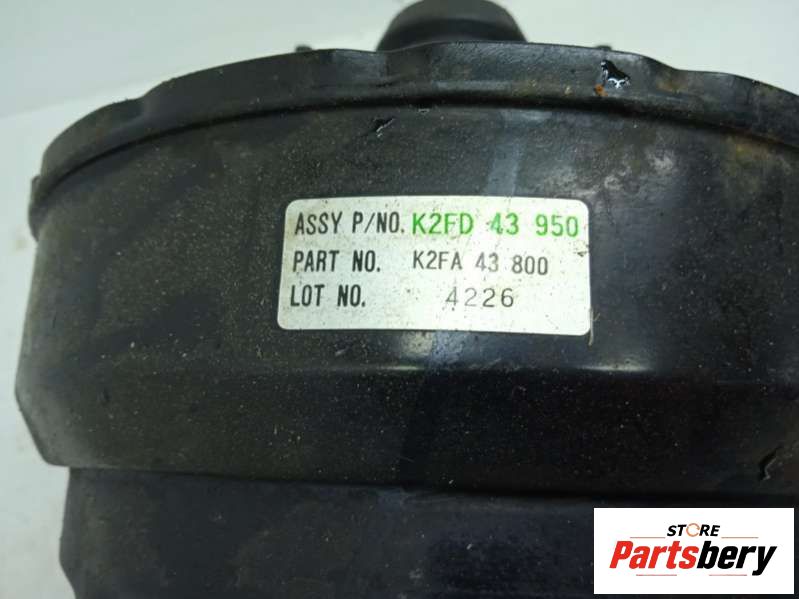 ASSY P/NO. K2FD 43 950
PART NO. K2FA 43 800
LOT NO. 4226
STORE
Partsbery